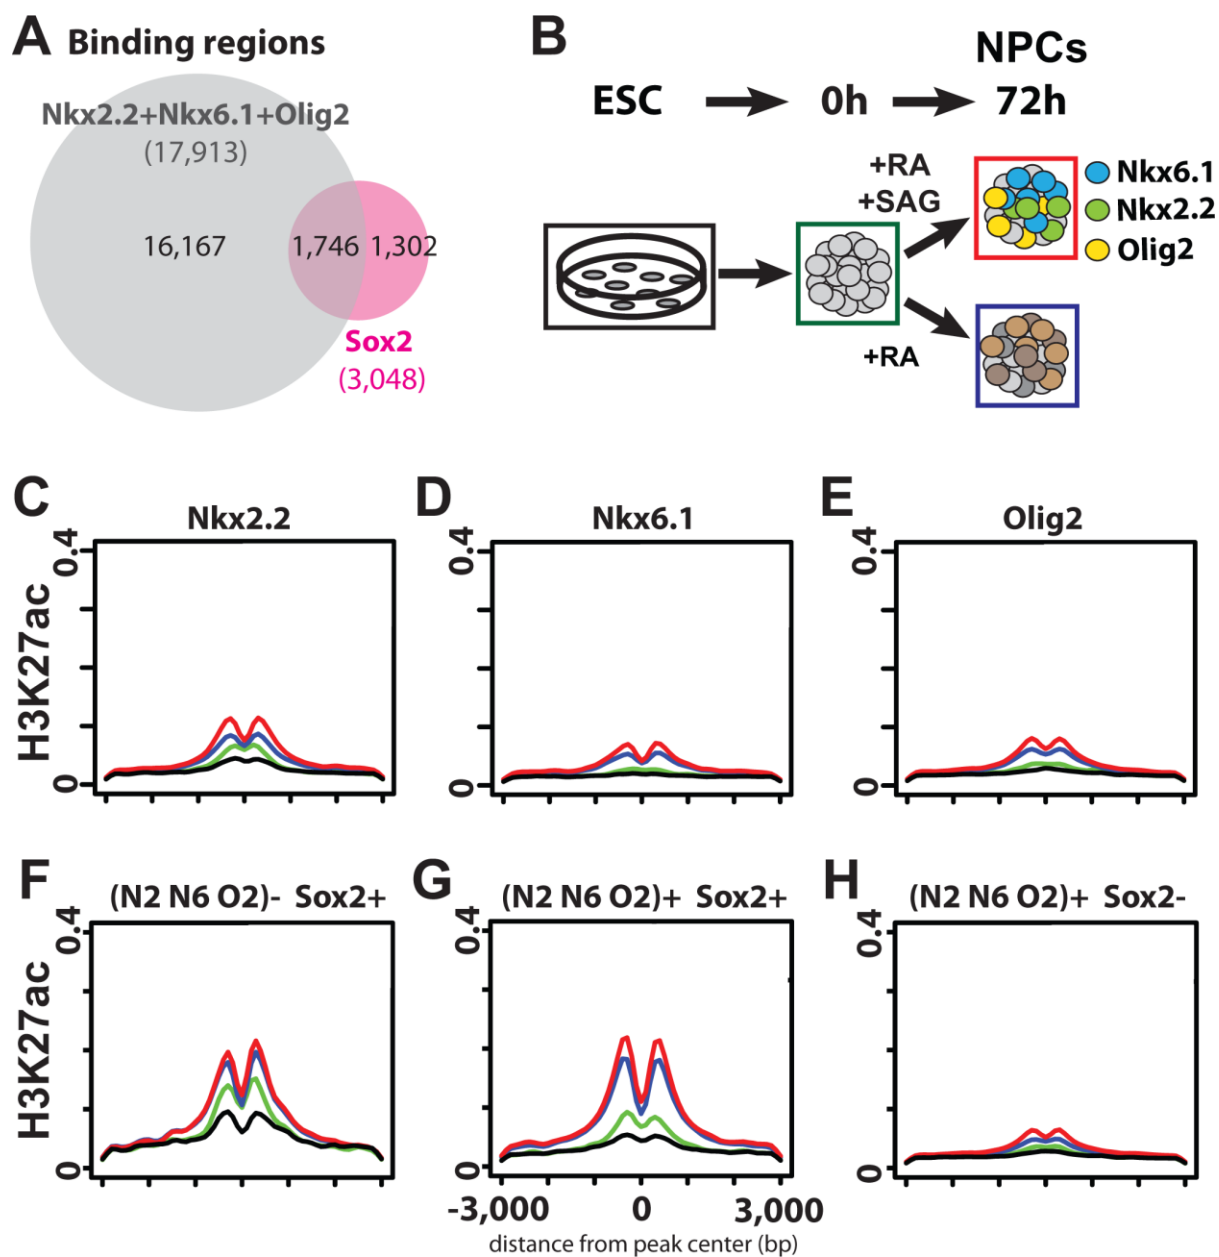 A Binding regions
Nkx2.2+Nkx6.1+Olig2
(17,913)
16,167 1,746 1,302
Sox2
(3,048)
B
NPCs
ESC 0h 72h
+RA
+SAG
Nkx6.1
Nkx2.2
Olig2
+RA
C
Nkx2.2
0.4
0
H3K27ac
D
Nkx6.1
0.4
0
E
Olig2
0.4
0
F
(N2 N6 O2)- Sox2+
0.4
0
H3K27ac
G
(N2 N6 O2)+ Sox2+
0.4
0
-3,000 0 3,000
distance from peak center (bp)
H
(N2 N6 O2)+ Sox2-
0.4
0